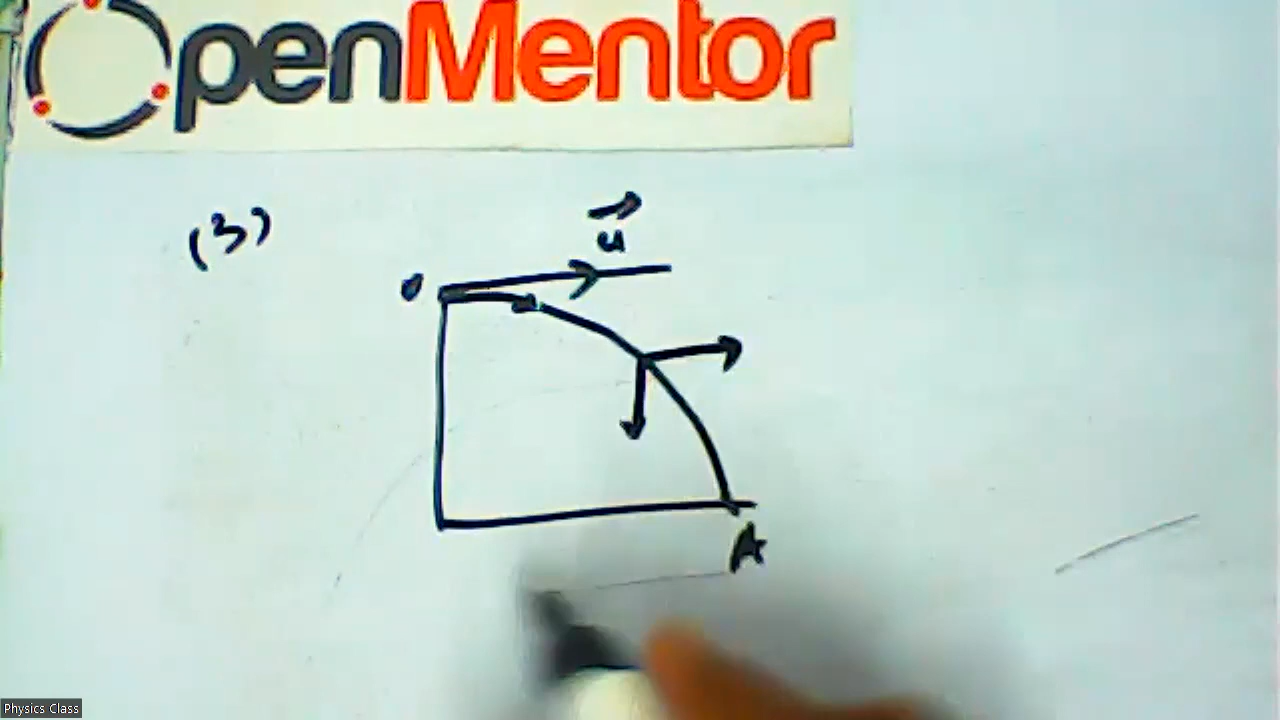 OpenMentor
(3)
u
O
A
Physics Class